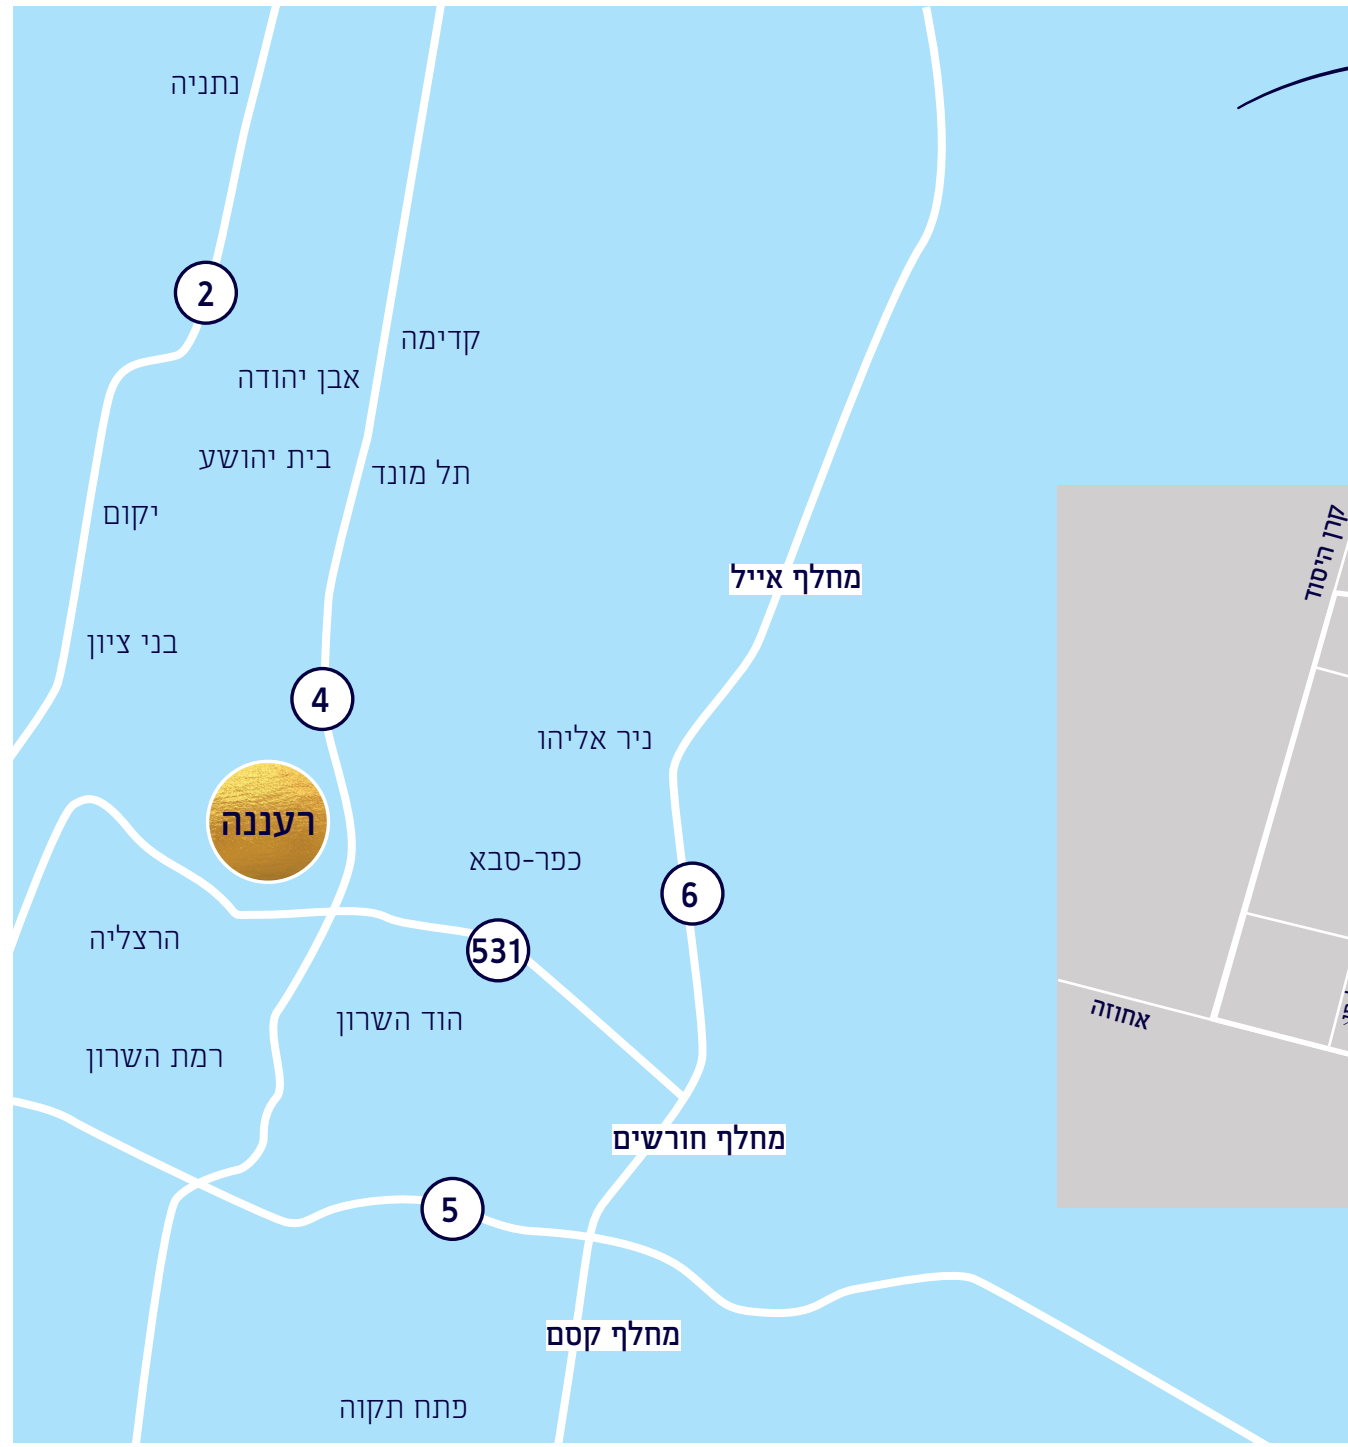 נתניה
2
קדימה
אבן יהודה
בית יהושע
תל מונד
יקום
קרן היסוד
מחלף אייל
בני ציון
4
ניר אליהו
רעננה
כפר-סבא
6
הרצליה
531
אחוזה
הוד השרון
רמת השרון
מחלף חורשים
5
מחלף קסם
פתח תקוה